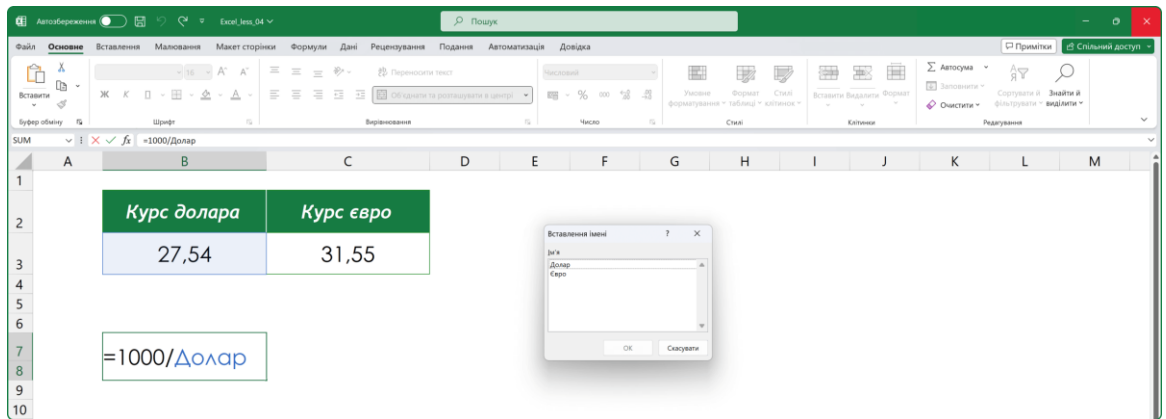 Автозбереження Excel_less_04 Пошук
Файл Основне Вставлення Малювання Макет сторінки Формули Дані Рецензування Подання Автоматизація Довідка Примітки Спільний доступ
Вставити
Буфер обміну
16 A^ A˅
Ж К П
Шрифт
Переносити текст
Об'єднати та розташувати в центрі
Вирівнювання
Числовий
% 000
Число
Умовне форматування
Формат таблиці
Стилі клітинок
Стилі
Вставити Видалити Формат
Клітинки
Автосума
Заповнити
Очистити
Сортувати й фільтрувати
Знайти й виділити
Редагування
SUM fx =1000/Долар
A B C D E F G H I J K L M
1
2 Курс долара Курс євро
3 27,54 31,55
4
5
6
7 =1000/Долар
8
9
10
Вставлення імені ? ×
Ім'я
Долар
Євро
OK Скасувати